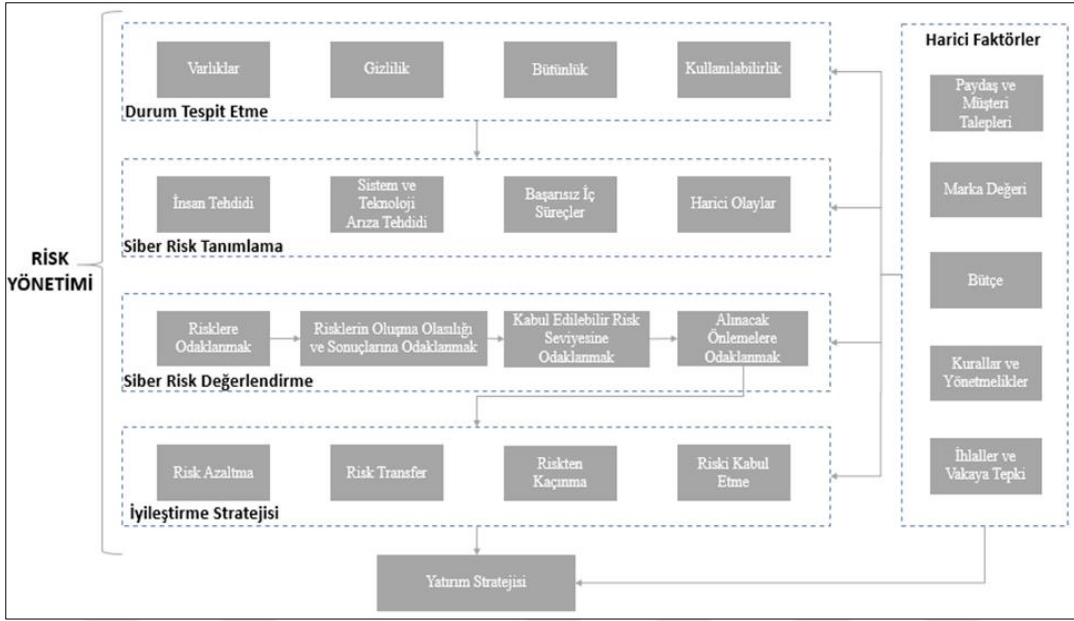 RİSK
YÖNETİMİ
Varlıklar
Gizlilik
Bütünlük
Kullanılabilirlik
Durum Tespit Etme
İnsan Tehdidi
Sistem ve
Teknoloji
Arıza Tehdidi
Başarısız İç
Süreçler
Harici Olaylar
Siber Risk Tanımlama
Risklere
Odaklanmak
Risklerin Oluşma Olasılığı
ve Sonuçlarına Odaklanmak
Kabul Edilebilir Risk
Seviyesine
Odaklanmak
Alınacak
Önlemelere
Odaklanmak
Siber Risk Değerlendirme
Risk Azaltma
Risk Transfer
Riskten
Kaçınma
Riski Kabul
Etme
İyileştirme Stratejisi
Yatırım Stratejisi
Harici Faktörler
Paydaş ve
Müşteri
Talepleri
Marka Değeri
Bütçe
Kurallar ve
Yönetmelikler
İhlaller ve
Vakaya Tepki